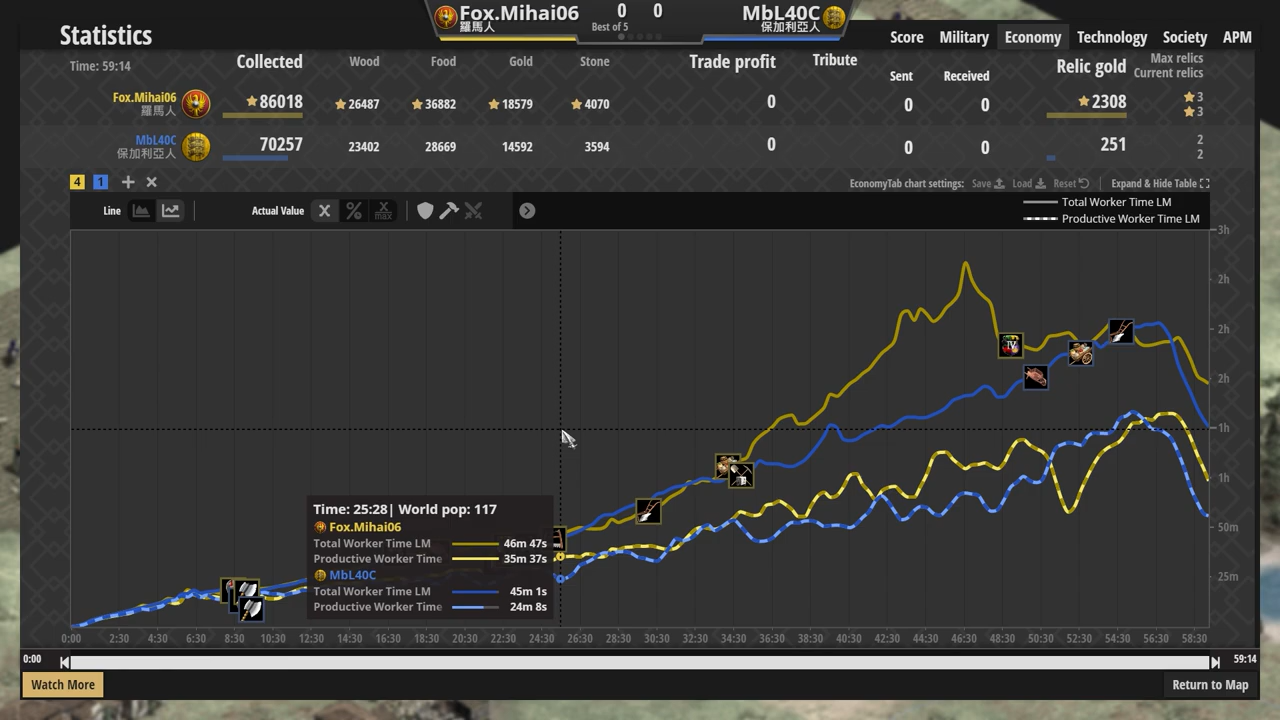 Fox.Mihai06 0 0 MbL40C
羅馬人 Best of 5 保加利亞人
Statistics
Score Military Economy Technology Society APM
Time: 59:14 Collected Wood Food Gold Stone Trade profit Tribute Sent Received Relic gold Max relics
Current relics
Fox.Mihai06 86018 26487 36882 18579 4070 0 0 0 2308 3
羅馬人 3
MbL40C 70257 23402 28669 14592 3594 0 0 0 251 2
保加利亞人 2
4 1 EconomyTab chart settings: Save Load Reset Expand & Hide Table
Line Actual Value X % X/max
Total Worker Time LM
Productive Worker Time LM
3h
2h
2h
2h
1h
1h
50m
25m
IV
Time: 25:28| World pop: 117
Fox.Mihai06
Total Worker Time LM 46m 47s
Productive Worker Time 35m 37s
MbL40C
Total Worker Time LM 45m 1s
Productive Worker Time 24m 8s
0:00 2:30 4:30 6:30 8:30 10:30 12:30 14:30 16:30 18:30 20:30 22:30 24:30 26:30 28:30 30:30 32:30 34:30 36:30 38:30 40:30 42:30 44:30 46:30 48:30 50:30 52:30 54:30 56:30 58:30
0:00 59:14
Watch More Return to Map